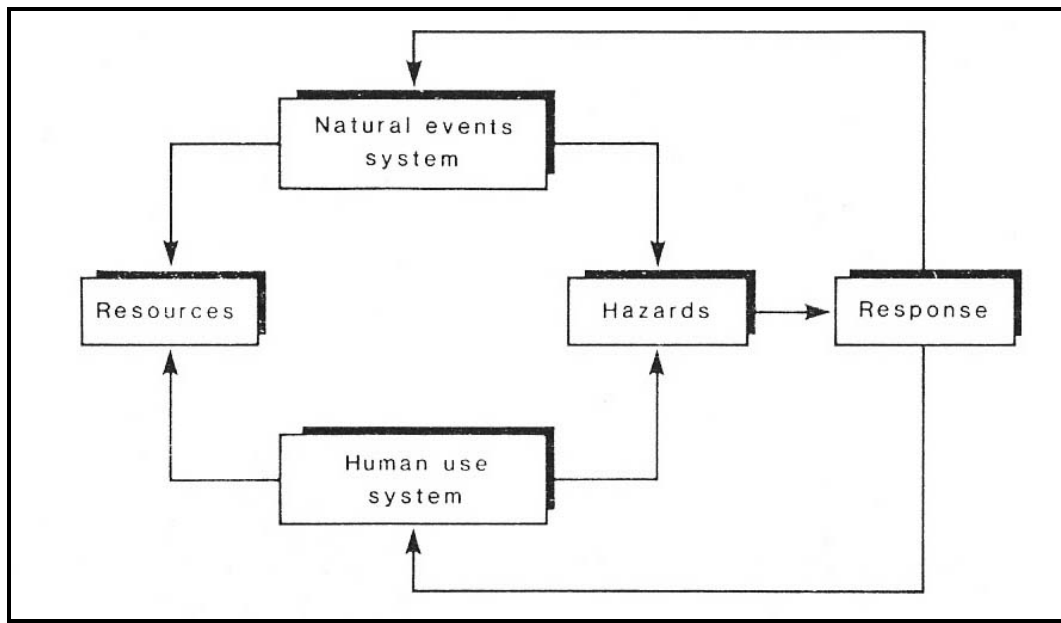 Natural events
system
Resources
Hazards
Response
Human use
system